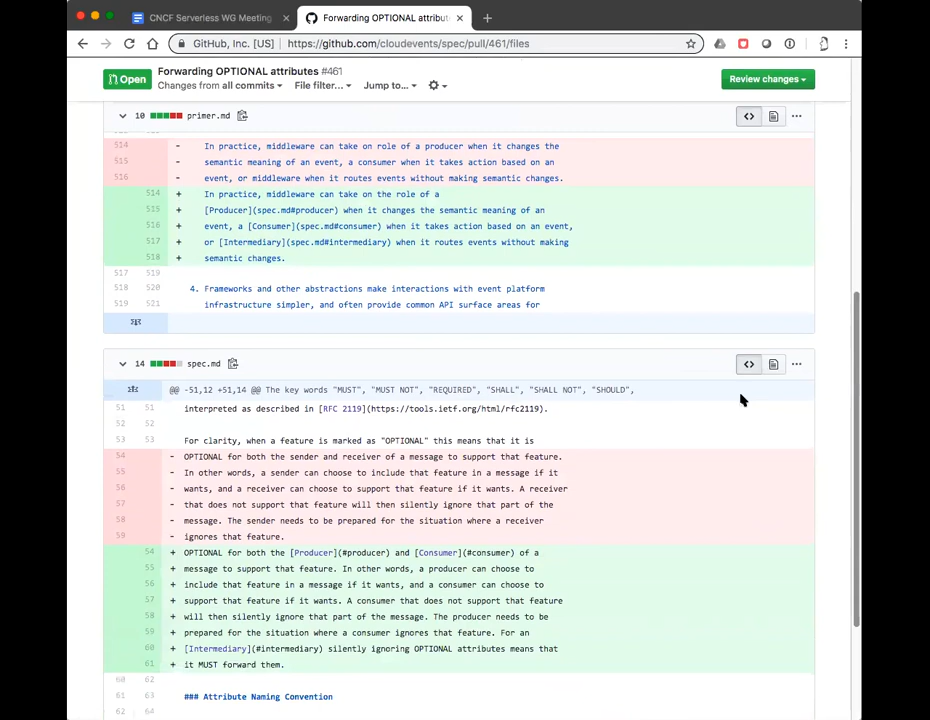 CNCF Serverless WG Meeting
Forwarding OPTIONAL attribut
GitHub, Inc. [US]
https://github.com/cloudevents/spec/pull/461/files
Open
Forwarding OPTIONAL attributes #461
Changes from all commits
File filter...
Jump to...
Review changes
10 primer.md
514 - In practice, middleware can take on role of a producer when it changes the
515 - semantic meaning of an event, a consumer when it takes action based on an
516 - event, or middleware when it routes events without making semantic changes.
514 + In practice, middleware can take on the role of a
515 + [Producer](spec.md#producer) when it changes the semantic meaning of an
516 + event, a [Consumer](spec.md#consumer) when it takes action based on an event,
517 + or [Intermediary](spec.md#intermediary) when it routes events without making
518 + semantic changes.
517 519
518 520 4. Frameworks and other abstractions make interactions with event platform
519 521 infrastructure simpler, and often provide common API surface areas for
14 spec.md
@@ -51,12 +51,14 @@ The key words "MUST", "MUST NOT", "REQUIRED", "SHALL", "SHALL NOT", "SHOULD",
51 51 interpreted as described in [RFC 2119](https://tools.ietf.org/html/rfc2119).
52 52
53 53 For clarity, when a feature is marked as "OPTIONAL" this means that it is
54 - OPTIONAL for both the sender and receiver of a message to support that feature.
55 - In other words, a sender can choose to include that feature in a message if it
56 - wants, and a receiver can choose to support that feature if it wants. A receiver
57 - that does not support that feature will then silently ignore that part of the
58 - message. The sender needs to be prepared for the situation where a receiver
59 - ignores that feature.
54 + OPTIONAL for both the [Producer](#producer) and [Consumer](#consumer) of a
55 + message to support that feature. In other words, a producer can choose to
56 + include that feature in a message if it wants, and a consumer can choose to
57 + support that feature if it wants. A consumer that does not support that feature
58 + will then silently ignore that part of the message. The producer needs to be
59 + prepared for the situation where a consumer ignores that feature. For an
60 + [Intermediary](#intermediary) silently ignoring OPTIONAL attributes means that
61 + it MUST forward them.
60 62
61 63 ### Attribute Naming Convention
62 64